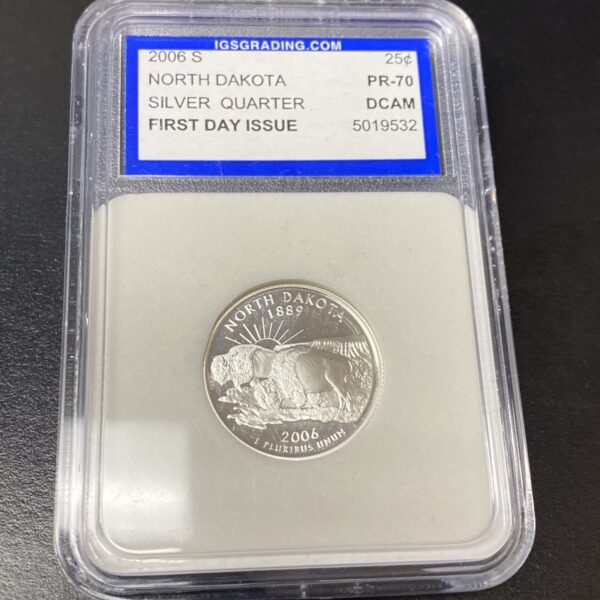 IGSGRADING.COM
2006 S 25¢
NORTH DAKOTA PR-70
SILVER QUARTER DCAM
FIRST DAY ISSUE 5019532
NORTH DAKOTA
1889
2006
E PLURIBUS UNUM